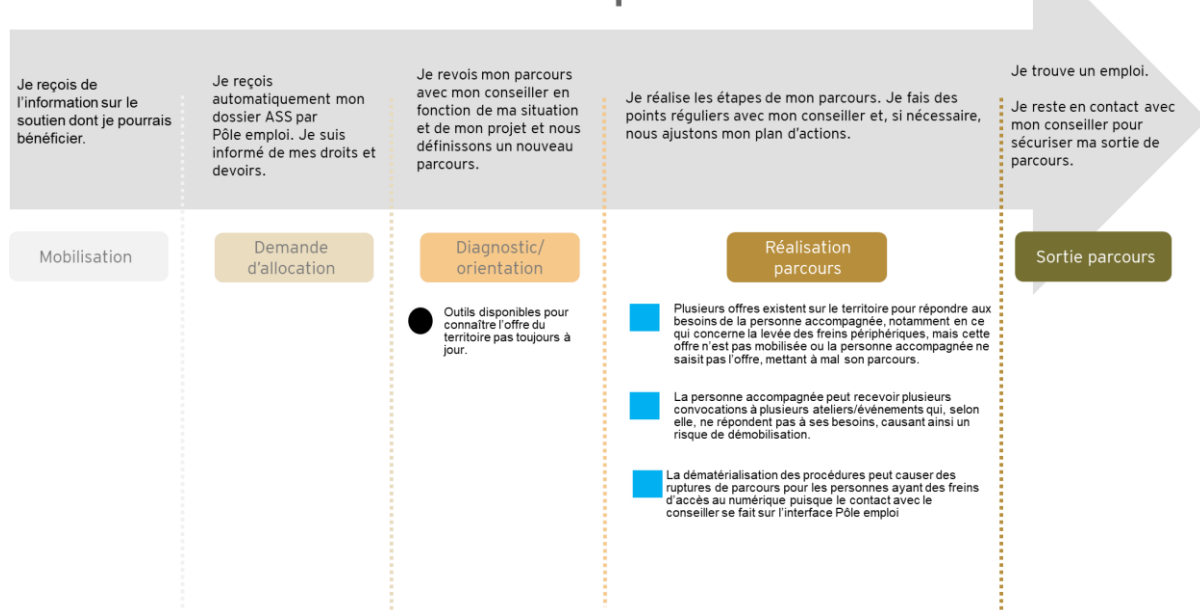 Je reçois de
l'information sur le
soutien dont je pourrais
bénéficier.
Je reçois
automatiquement mon
dossier ASS par
Pôle emploi. Je suis
informé de mes droits et
devoirs.
Je revois mon parcours
avec mon conseiller en
fonction de ma situation
et de mon projet et nous
définissons un nouveau
parcours.
Je réalise les étapes de mon parcours. Je fais des
points réguliers avec mon conseiller et, si nécessaire,
nous ajustons mon plan d'actions.
Je trouve un emploi.
Je reste en contact avec
mon conseiller pour
sécuriser ma sortie de
parcours.
Mobilisation
Demande
d'allocation
Diagnostic/
orientation
Réalisation
parcours
Sortie parcours
Outils disponibles pour
connaître l'offre du
territoire pas toujours à
jour.
Plusieurs offres existent sur le territoire pour répondre aux
besoins de la personne accompagnée, notamment en ce
qui concerne la levée des freins périphériques, mais cette
offre n'est pas mobilisée ou la personne accompagnée ne
saisit pas l'offre, mettant à mal son parcours.
La personne accompagnée peut recevoir plusieurs
convocations à plusieurs ateliers/événements qui, selon
elle, ne répondent pas à ses besoins, causant ainsi un
risque de démobilisation.
La dématérialisation des procédures peut causer des
ruptures de parcours pour les personnes ayant des freins
d'accès au numérique puisque le contact avec le
conseiller se fait sur l'interface Pôle emploi